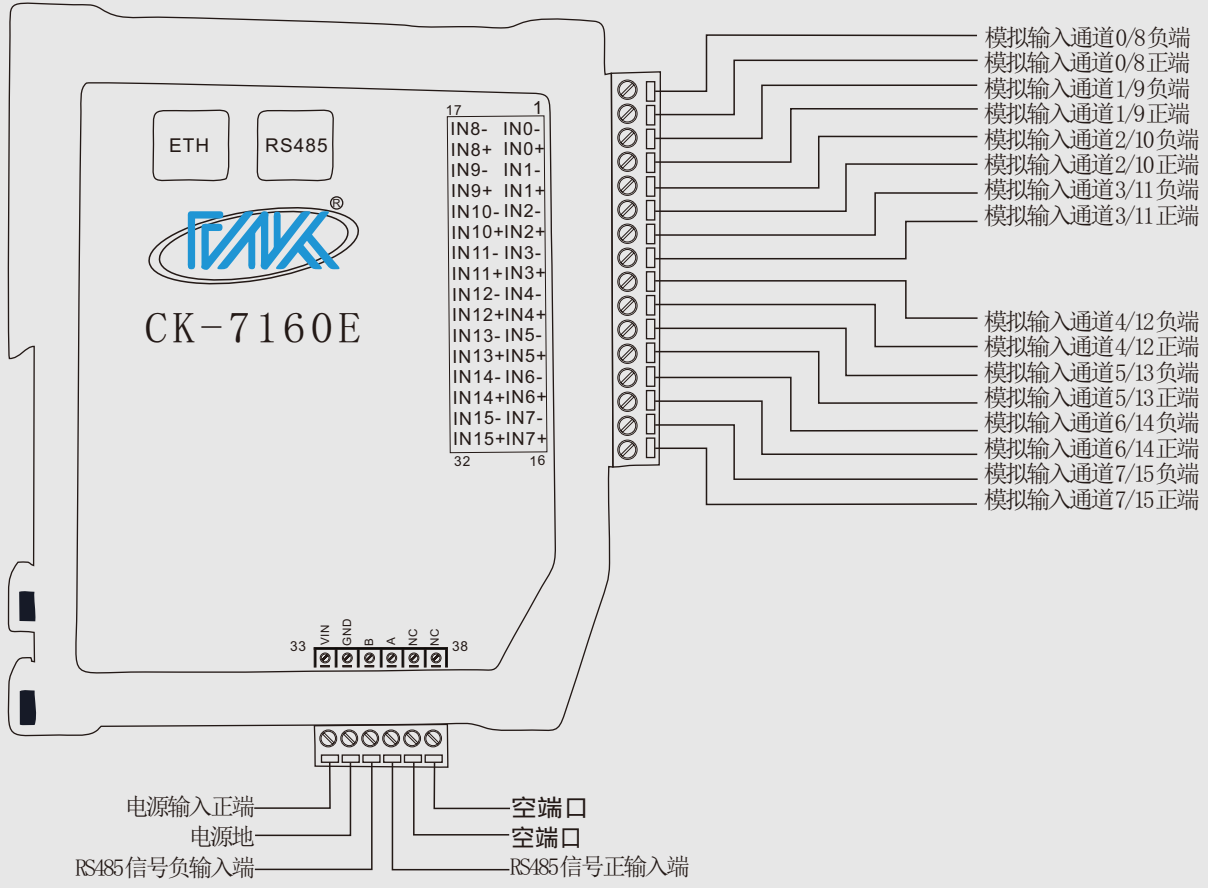 模拟输入通道0/8负端
模拟输入通道0/8正端
模拟输入通道1/9负端
模拟输入通道1/9正端
模拟输入通道2/10负端
模拟输入通道2/10正端
模拟输入通道3/11负端
模拟输入通道3/11正端
模拟输入通道4/12负端
模拟输入通道4/12正端
模拟输入通道5/13负端
模拟输入通道5/13正端
模拟输入通道6/14负端
模拟输入通道6/14正端
模拟输入通道7/15负端
模拟输入通道7/15正端
ETH RS485
®
CK-7160E
17 1
IN8- IN0-
IN8+ IN0+
IN9- IN1-
IN9+ IN1+
IN10- IN2-
IN10+ IN2+
IN11- IN3-
IN11+ IN3+
IN12- IN4-
IN12+ IN4+
IN13- IN5-
IN13+ IN5+
IN14- IN6-
IN14+ IN6+
IN15- IN7-
IN15+ IN7+
32 16
33 VIN GND B A NC NC 38
电源输入正端 空端口
电源地 空端口
RS485信号负输入端 RS485信号正输入端